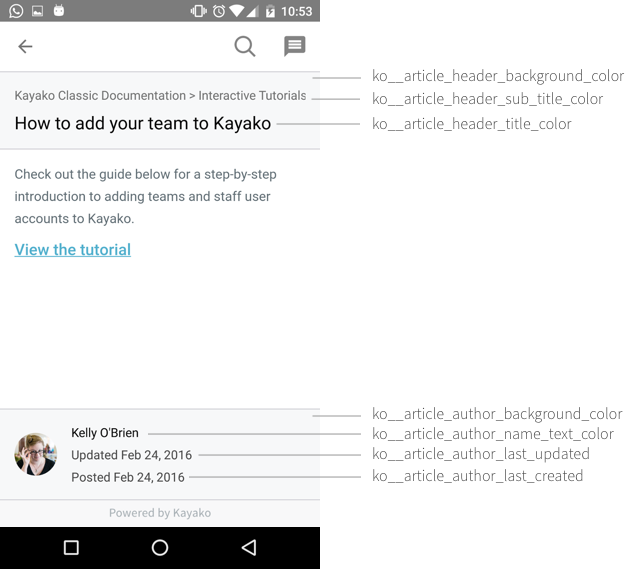 10:53
ko__article_header_background_color
Kayako Classic Documentation > Interactive Tutorials
ko__article_header_sub_title_color
How to add your team to Kayako
ko__article_header_title_color
Check out the guide below for a step-by-step
introduction to adding teams and staff user
accounts to Kayako.
View the tutorial
ko__article_author_background_color
Kelly O'Brien
ko__article_author_name_text_color
Updated Feb 24, 2016
ko__article_author_last_updated
Posted Feb 24, 2016
ko__article_author_last_created
Powered by Kayako